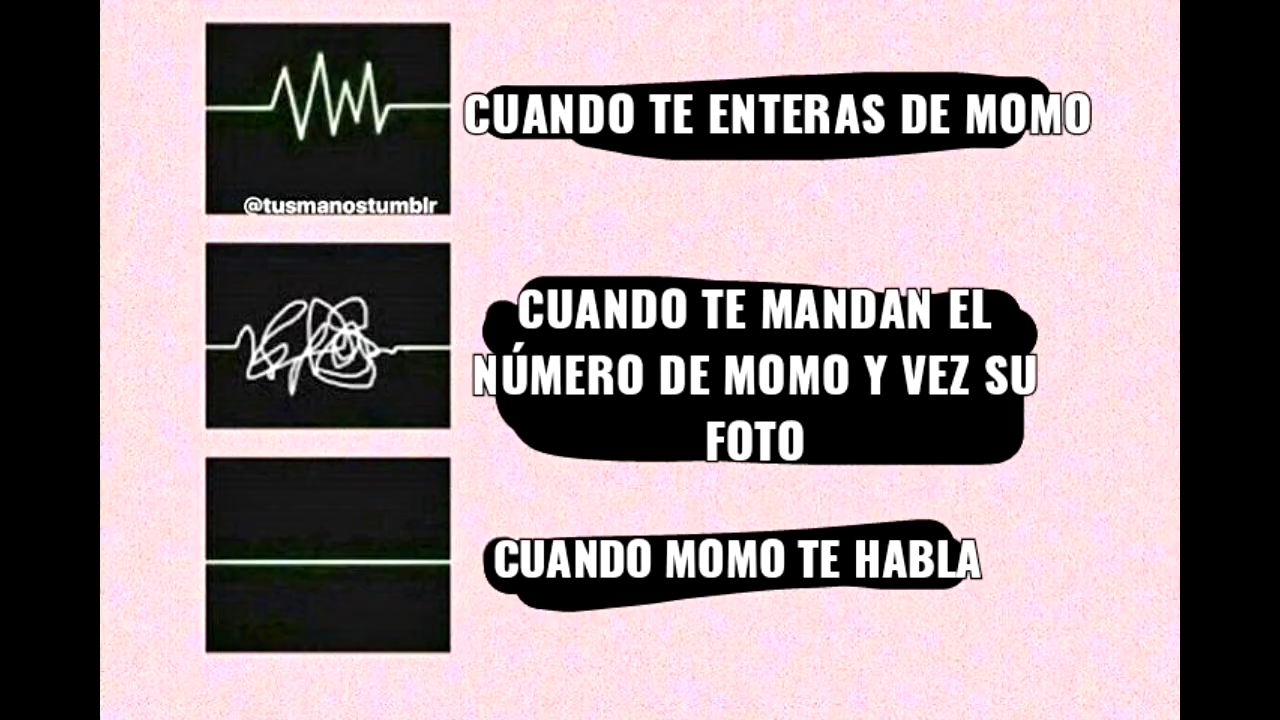 CUANDO TE ENTERAS DE MOMO
@tusmanostumblr
CUANDO TE MANDAN EL
NÚMERO DE MOMO Y VEZ SU
FOTO
CUANDO MOMO TE HABLA